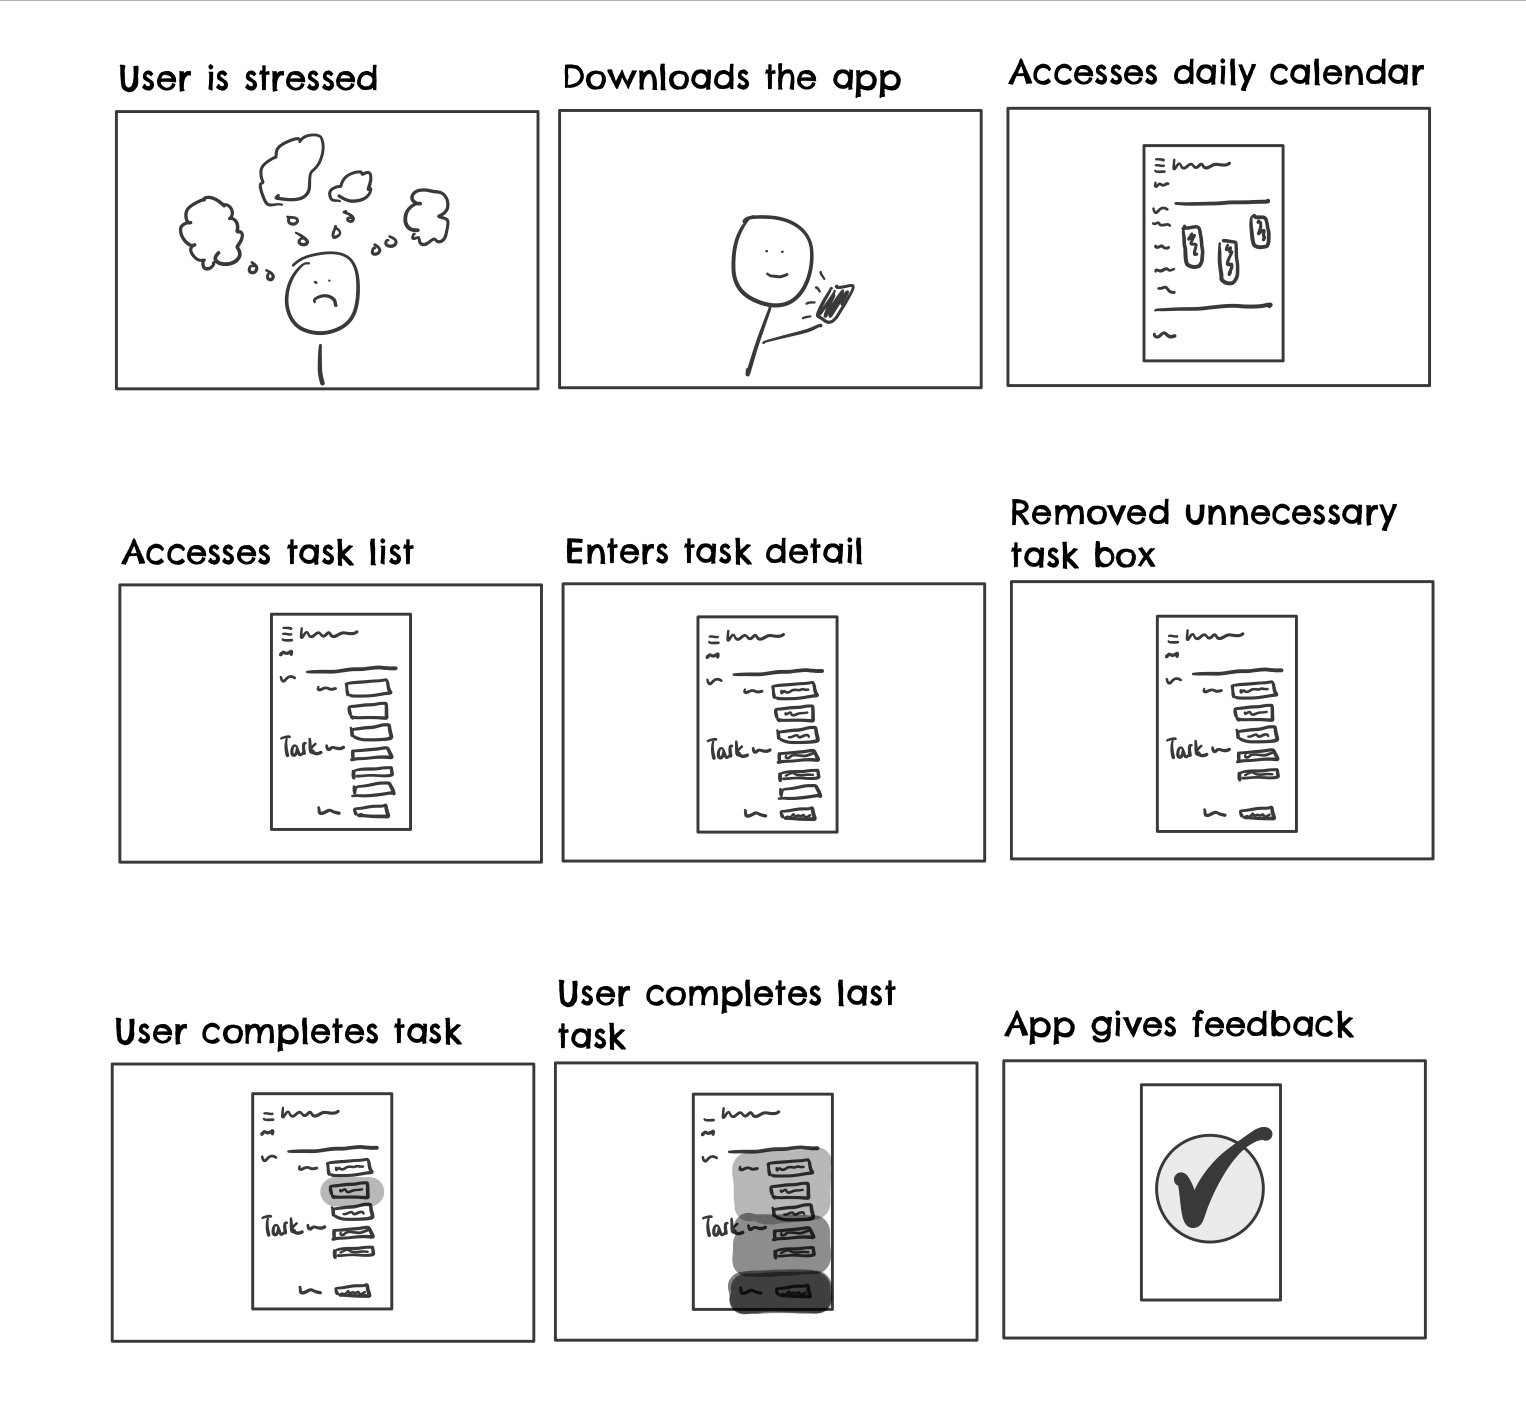 User is stressed
Downloads the app
Accesses daily calendar
Accesses task list
Enters task detail
Removed unnecessary
task box
Task
Task
Task
User completes task
User completes last
task
App gives feedback
Task
Task